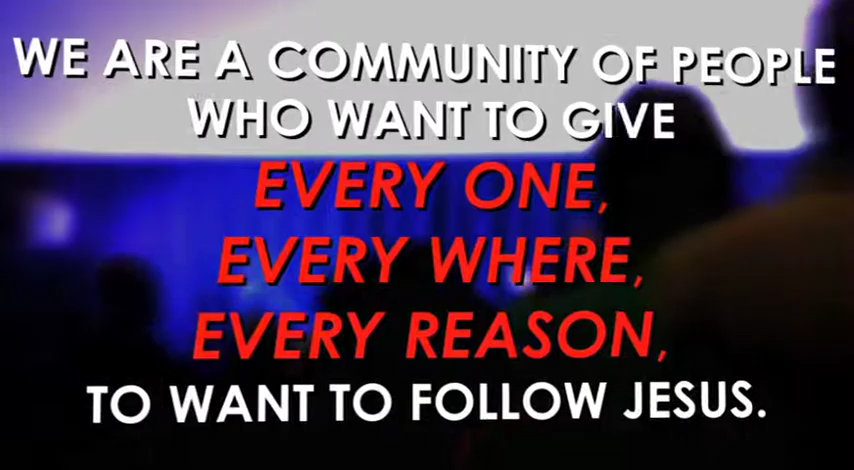 WE ARE A COMMUNITY OF PEOPLE
WHO WANT TO GIVE
EVERY ONE,
EVERY WHERE,
EVERY REASON,
TO WANT TO FOLLOW JESUS.